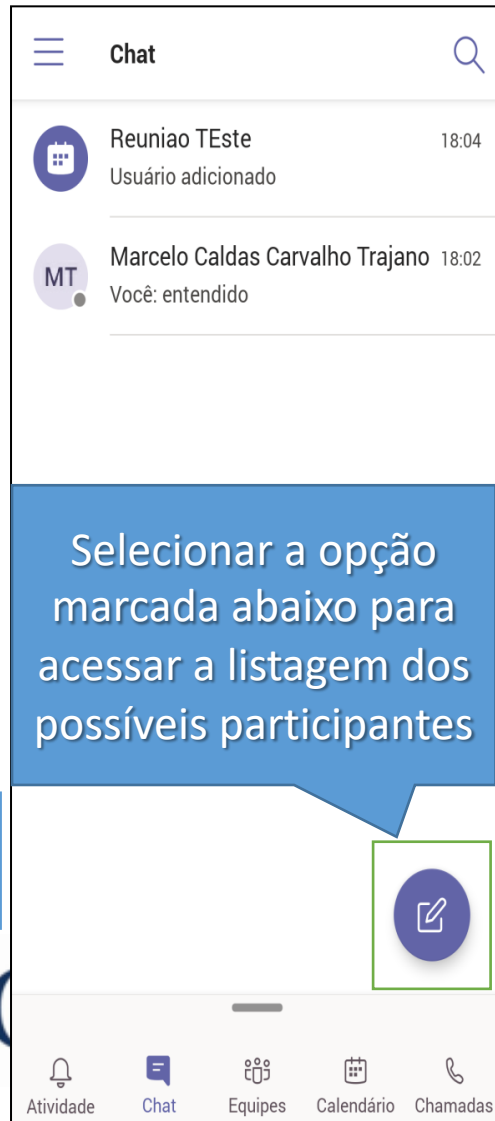 Chat
Reuniao TEste 18:04
Usuário adicionado
MT
Marcelo Caldas Carvalho Trajano 18:02
Você: entendido
Selecionar a opção
marcada abaixo para
acessar a listagem dos
possíveis participantes
Atividade Chat Equipes Calendário Chamadas